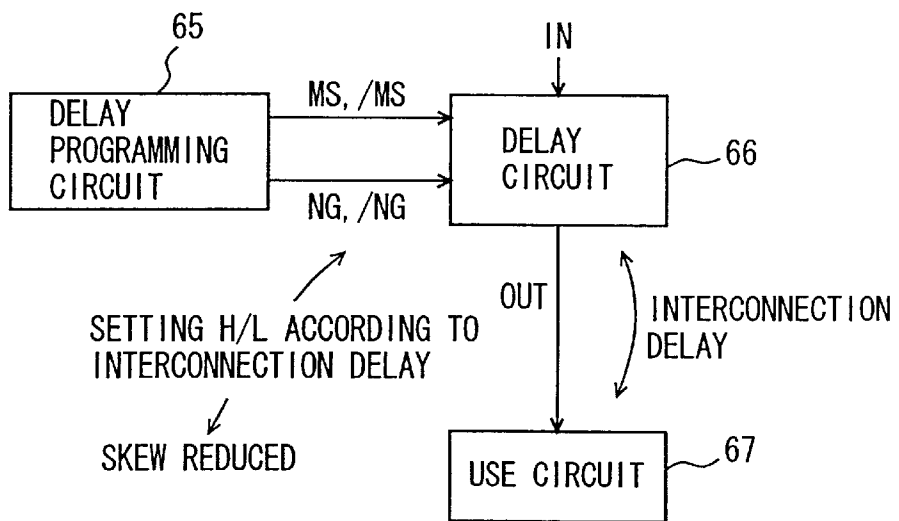 65
IN
DELAY
PROGRAMMING
CIRCUIT
MS, /MS
NG, /NG
DELAY
CIRCUIT
66
OUT
INTERCONNECTION
DELAY
SETTING H/L ACCORDING TO
INTERCONNECTION DELAY
SKEW REDUCED
USE CIRCUIT
67